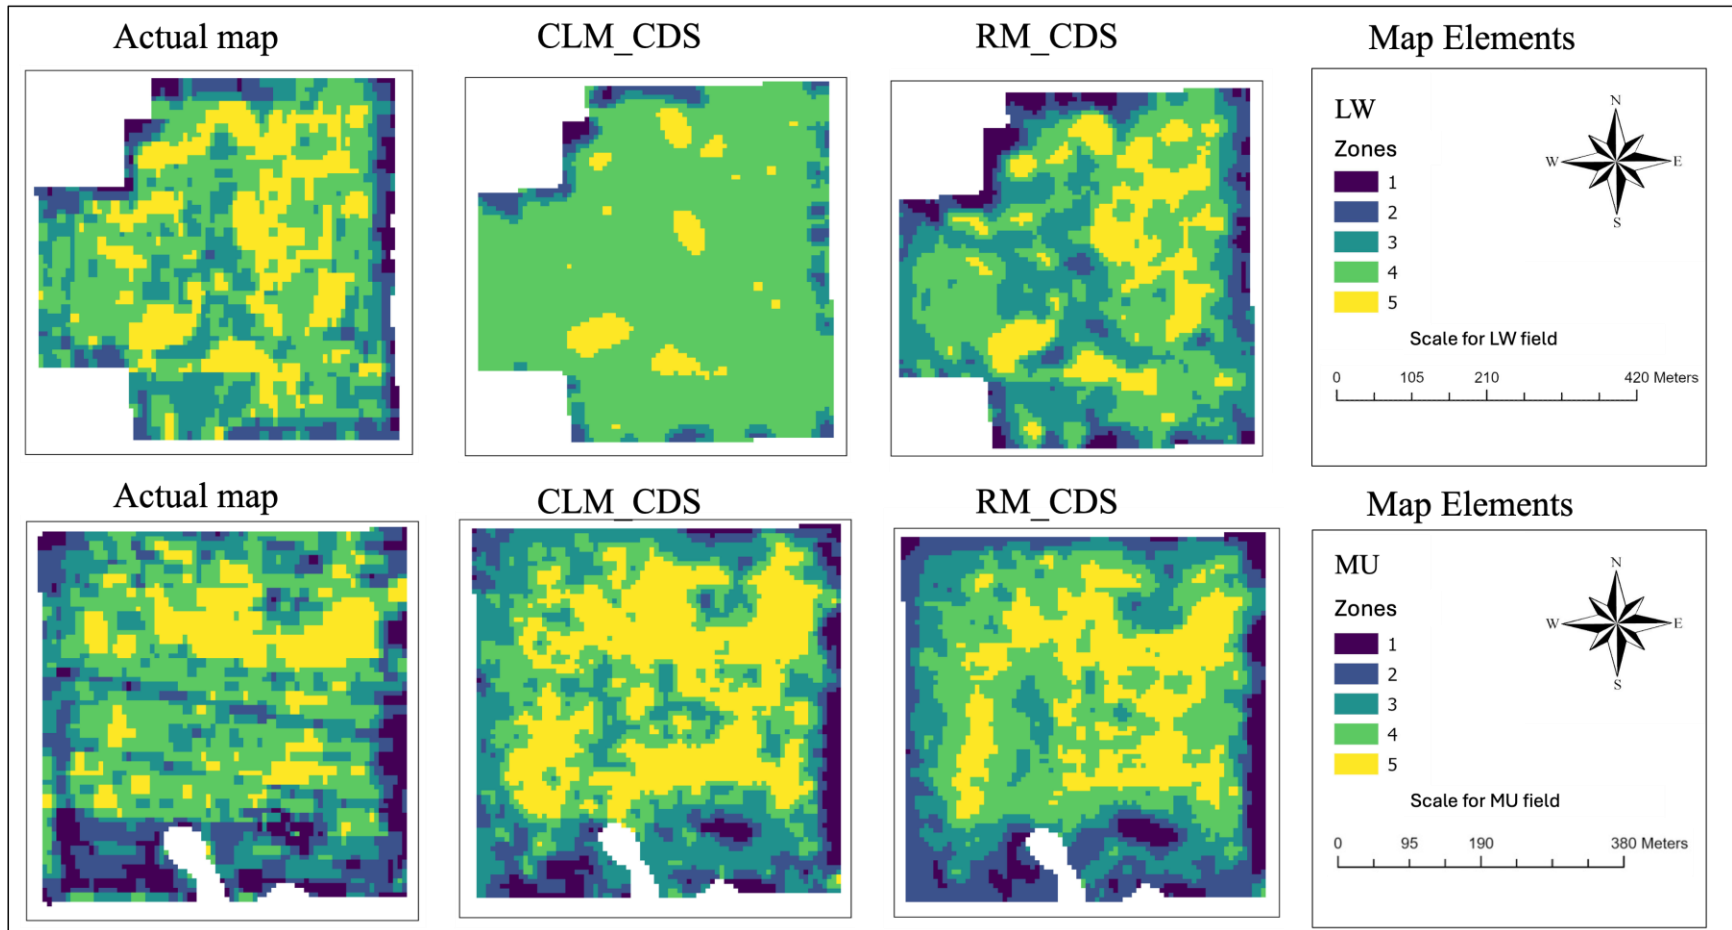 Actual map
CLM_CDS
RM_CDS
Map Elements
LW
Zones
1
2
3
4
5
N
W
E
S
Scale for LW field
0 105 210 420 Meters
Actual map
CLM_CDS
RM_CDS
Map Elements
MU
Zones
1
2
3
4
5
N
W
E
S
Scale for MU field
0 95 190 380 Meters